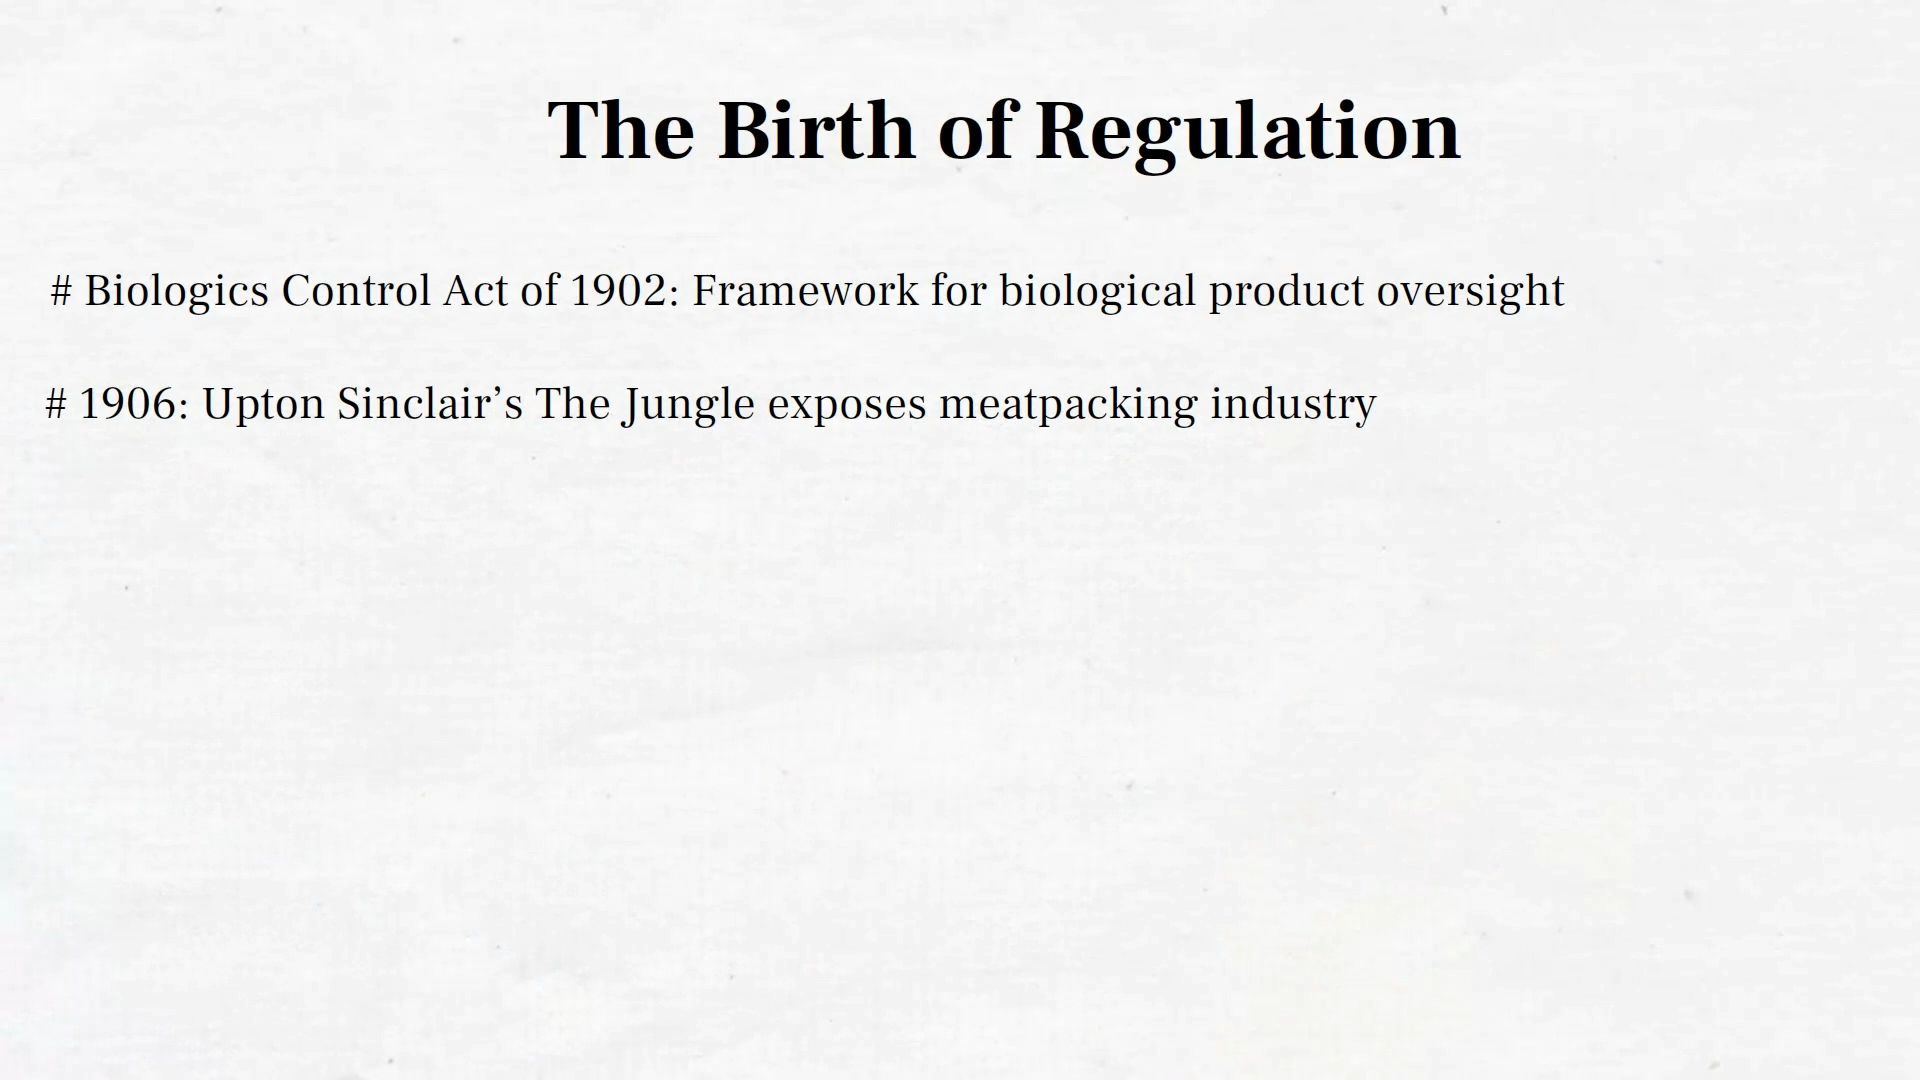 The Birth of Regulation
# Biologics Control Act of 1902: Framework for biological product oversight
# 1906: Upton Sinclair’s The Jungle exposes meatpacking industry